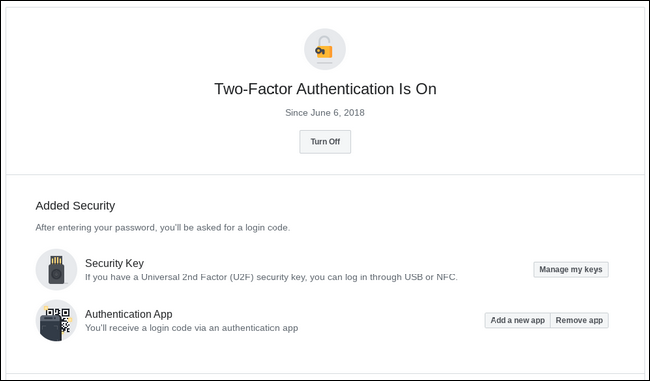 Two-Factor Authentication Is On
Since June 6, 2018
Turn Off
Added Security
After entering your password, you'll be asked for a login code.
Security Key
If you have a Universal 2nd Factor (U2F) security key, you can log in through USB or NFC.
Manage my keys
Authentication App
You'll receive a login code via an authentication app
Add a new app Remove app